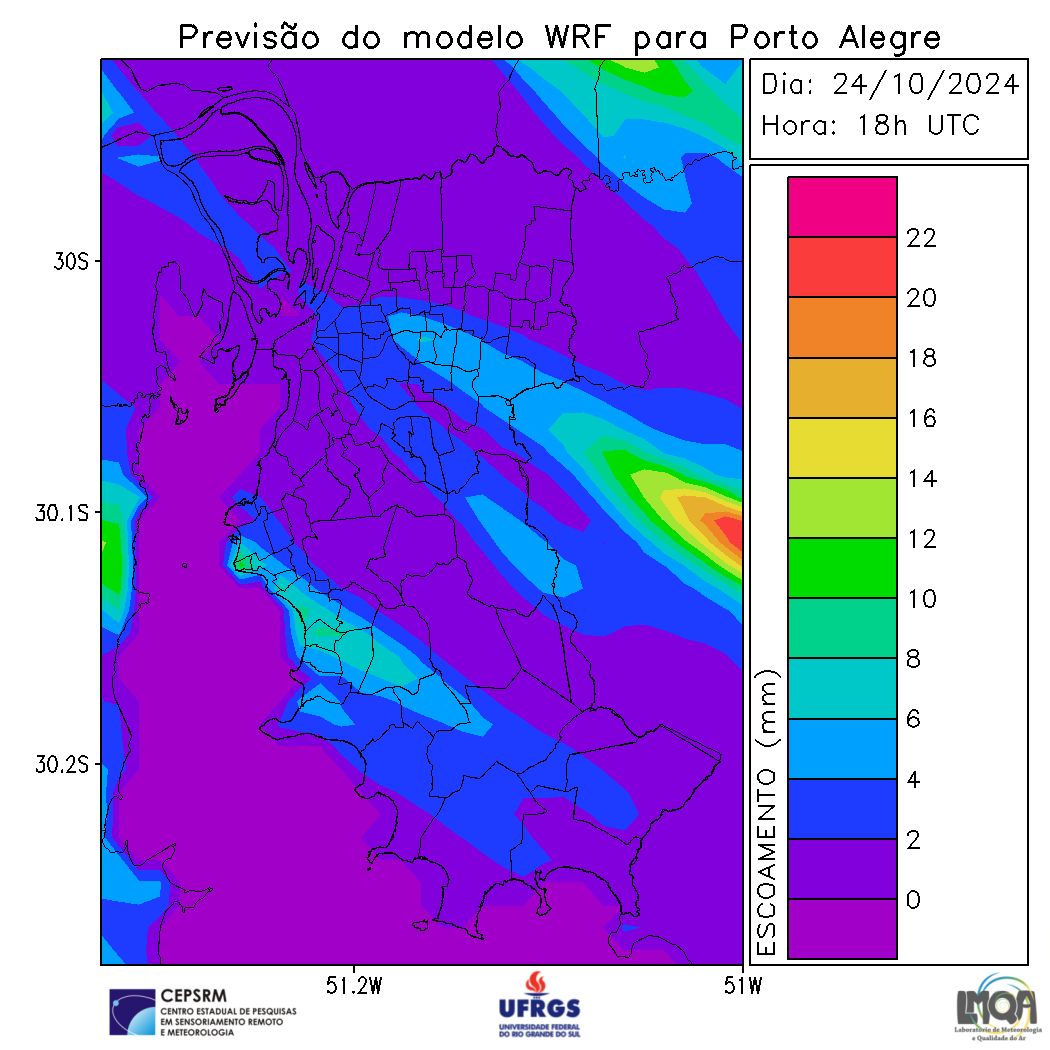 Previsão do modelo WRF para Porto Alegre
Dia: 24/10/2024
Hora: 18h UTC
22
20
18
16
14
12
10
8
6
4
2
0
ESCOAMENTO (mm)
30S
30.1S
30.2S
51.2W
51W
CEPSRM
CENTRO ESTADUAL DE PESQUISAS
EM SENSORIAMENTO REMOTO
E METEOROLOGIA
UFRGS
UNIVERSIDADE FEDERAL
DO RIO GRANDE DO SUL
LMQA
Laboratório de Meteorologia
e Qualidade do Ar